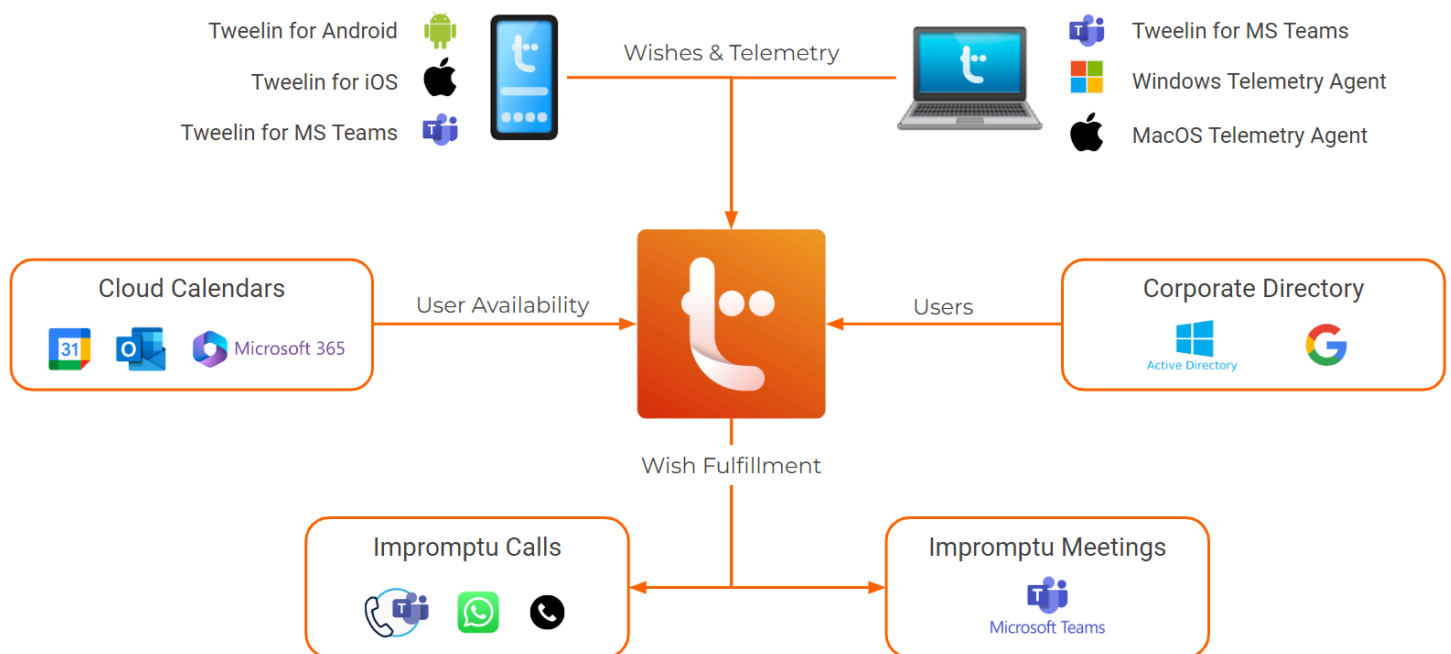 Tweelin for Android
Tweelin for iOS
Tweelin for MS Teams
Wishes & Telemetry
Tweelin for MS Teams
Windows Telemetry Agent
MacOS Telemetry Agent
Cloud Calendars
31
Microsoft 365
User Availability
Users
Corporate Directory
Active Directory
Wish Fulfillment
Impromptu Calls
Impromptu Meetings
Microsoft Teams